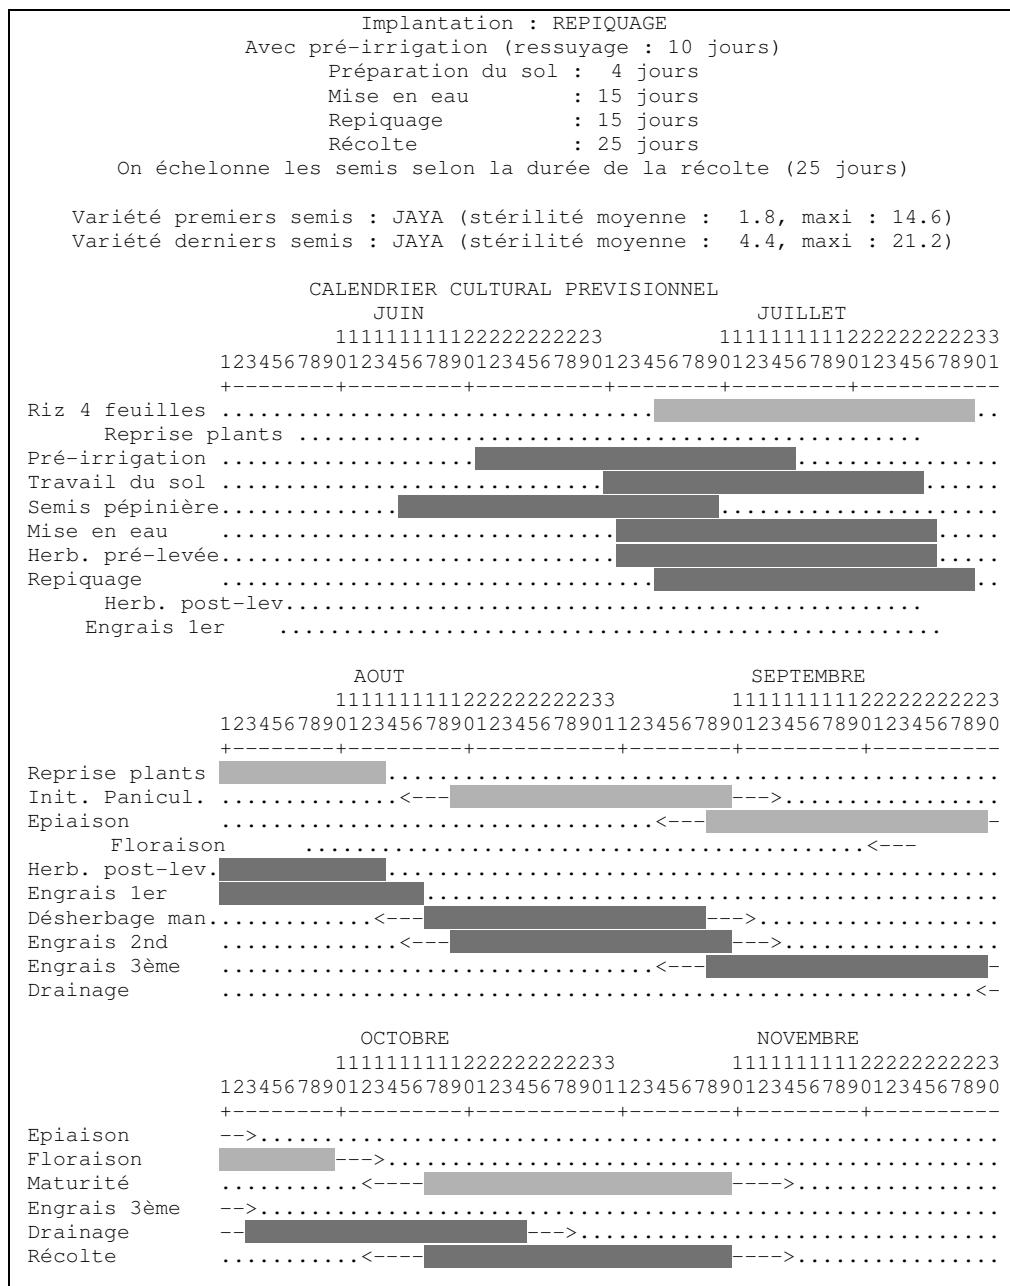 Implantation : REPIQUAGE
Avec pré-irrigation (ressuyage : 10 jours)
Préparation du sol :  4 jours
Mise en eau        : 15 jours
Repiquage          : 15 jours
Récolte            : 25 jours
On échelonne les semis selon la durée de la récolte (25 jours)
Variété premiers semis : JAYA (stérilité moyenne :  1.8, maxi : 14.6)
Variété derniers semis : JAYA (stérilité moyenne :  4.4, maxi : 21.2)
CALENDRIER CULTURAL PREVISIONNEL
JUIN JUILLET
111111111122222222223 1111111111222222222233
1234567890123456789012345678901234567890123456789012345678901
+--------+---------+----------+--------+---------+-----------
Riz 4 feuilles .................................. ..
Reprise plants .................................................
Pré-irrigation .................... ................
Travail du sol .............................. ......
Semis pépinière.............. ......................
Mise en eau ............................... .....
Herb. pré-levée............................... .....
Repiquage .................................. ..
Herb. post-lev..................................................
Engrais 1er ....................................................
AOUT SEPTEMBRE
1111111111222222222233 111111111122222222223
1234567890123456789012345678901123456789012345678901234567890
+--------+---------+-----------+--------+---------+----------
Reprise plants ................................................
Init. Panicul. ..............<--- --->.................
Epiaison ..................................<--- -
Floraison ............................................<---
Herb. post-lev. ................................................
Engrais 1er .............................................
Désherbage man.............<--- --->...................
Engrais 2nd ..............<--- --->.................
Engrais 3ème ..................................<--- -
Drainage ...........................................................<-
OCTOBRE NOVEMBRE
1111111111222222222233 111111111122222222223
1234567890123456789012345678901123456789012345678901234567890
+--------+---------+-----------+--------+---------+----------
Epiaison -->..........................................................
Floraison --->................................................
Maturité ...........<---- ---->................
Engrais 3ème -->..........................................................
Drainage -- --->.................................
Récolte ...........<---- ---->................